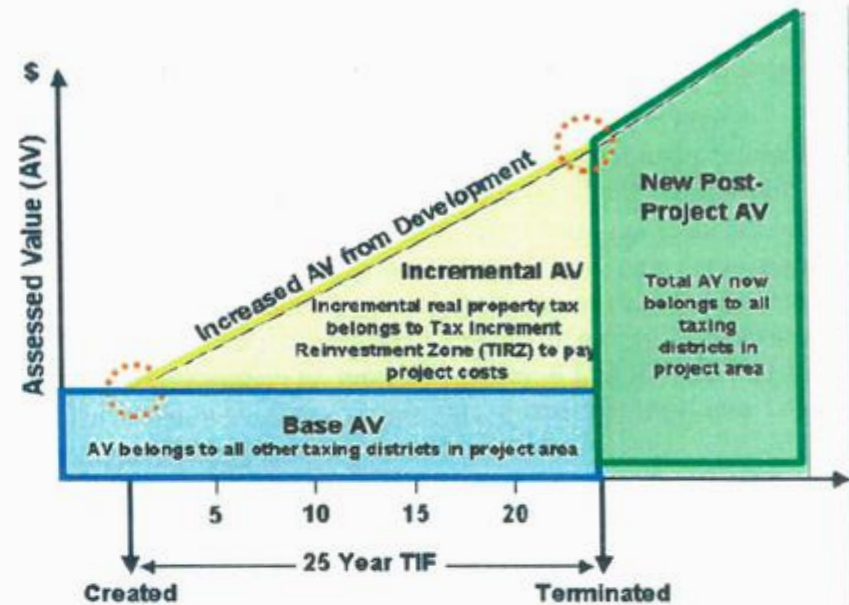 $
Assessed Value (AV)
Increased AV from Development
Incremental AV
Incremental real property tax
belongs to Tax Increment
Reinvestment Zone (TIRZ) to pay
project costs
New Post-
Project AV
Total AV now
belongs to all
taxing
districts in
project area
Base AV
AV belongs to all other taxing districts in project area
5 10 15 20
25 Year TIF
Created Terminated